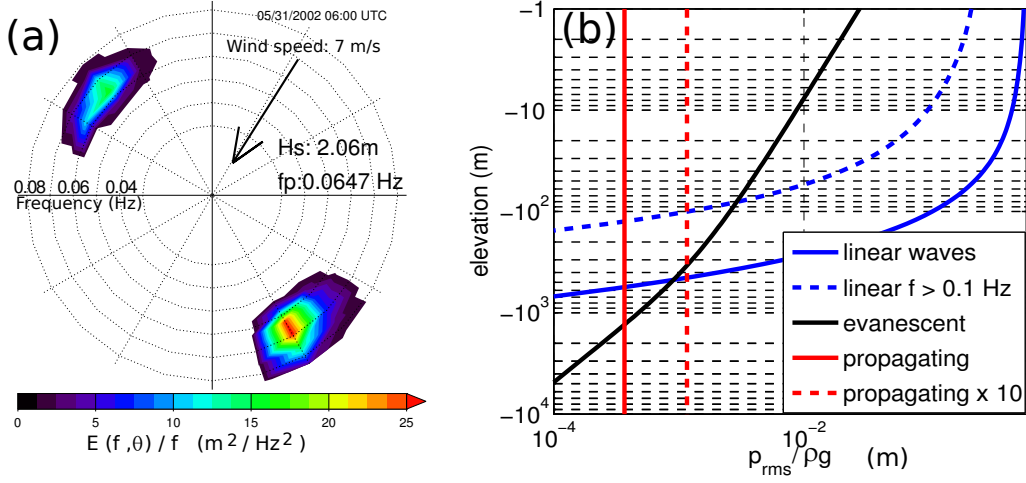 (a)
05/31/2002 06:00 UTC
Wind speed: 7 m/s
Hs: 2.06m
fp:0.0647 Hz
0.08 0.06 0.04
Frequency (Hz)
0 5 10 15 20 25
E (f ,θ) / f (m² / Hz²)
(b)
-1
-10
-10²
-10³
-10⁴
elevation (m)
linear waves
linear f > 0.1 Hz
evanescent
propagating
propagating x 10
10⁻⁴ 10⁻²
p_rms/ρg (m)